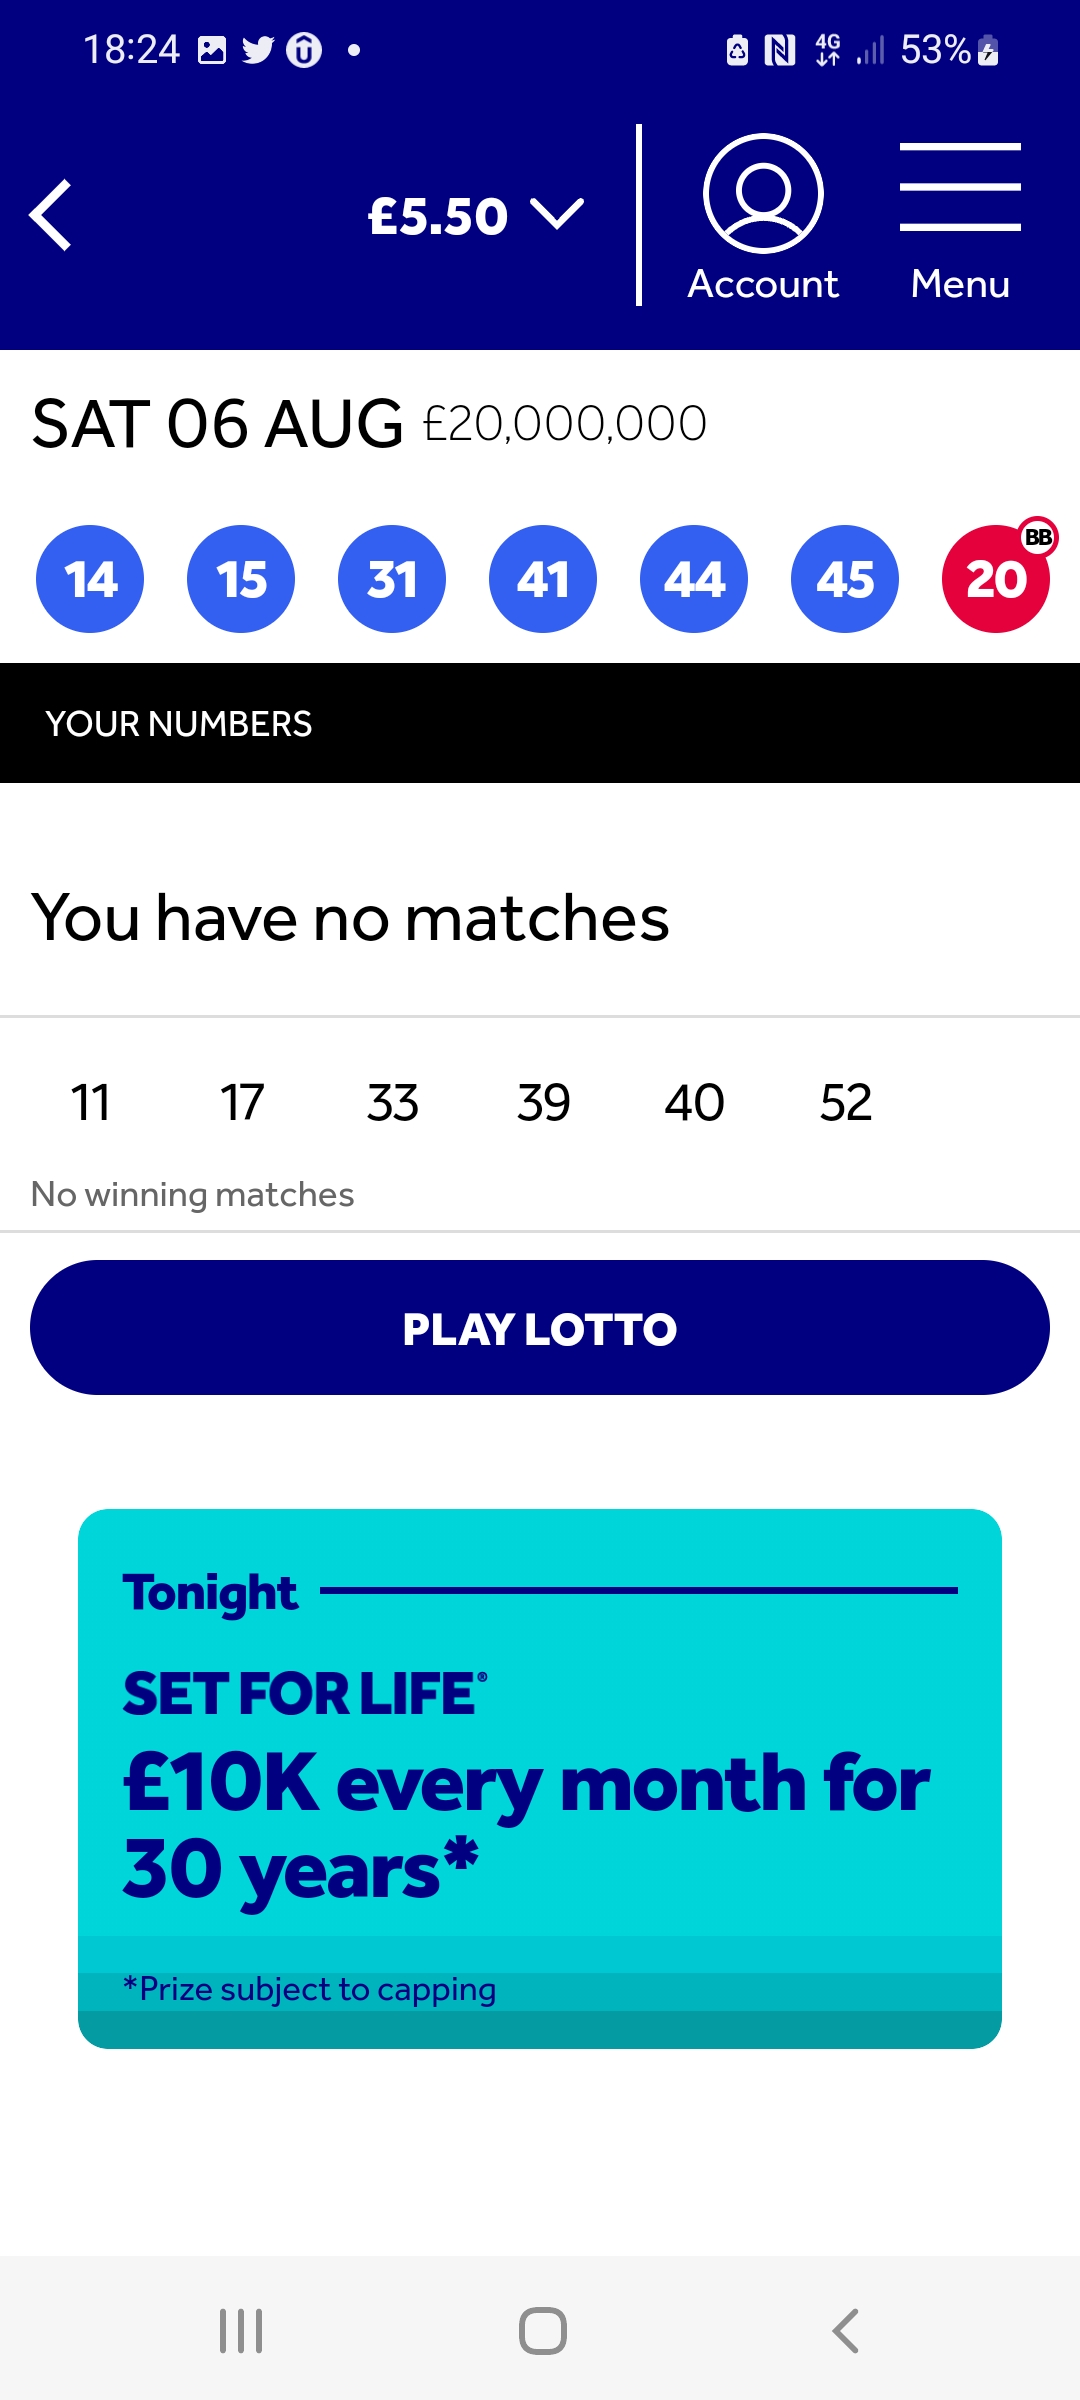 18:24 4G 53%
£5.50
Account Menu
SAT 06 AUG £20,000,000
14 15 31 41 44 45 20 BB
YOUR NUMBERS
You have no matches
11 17 33 39 40 52
No winning matches
PLAY LOTTO
Tonight
SET FOR LIFE®
£10K every month for
30 years*
*Prize subject to capping